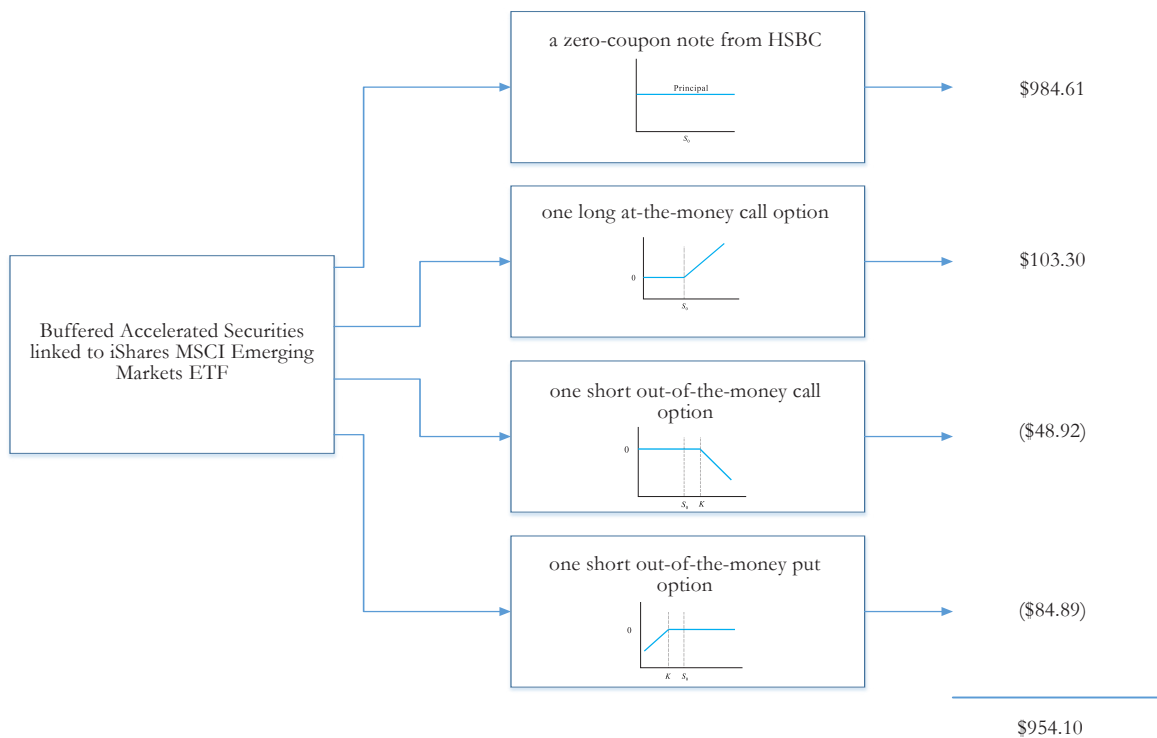 a zero-coupon note from HSBC
Principal
S₀
$984.61
one long at-the-money call option
0
S₀
$103.30
Buffered Accelerated Securities
linked to iShares MSCI Emerging
Markets ETF
one short out-of-the-money call
option
0
S₀ K
($48.92)
one short out-of-the-money put
option
0
K S₀
($84.89)
$954.10